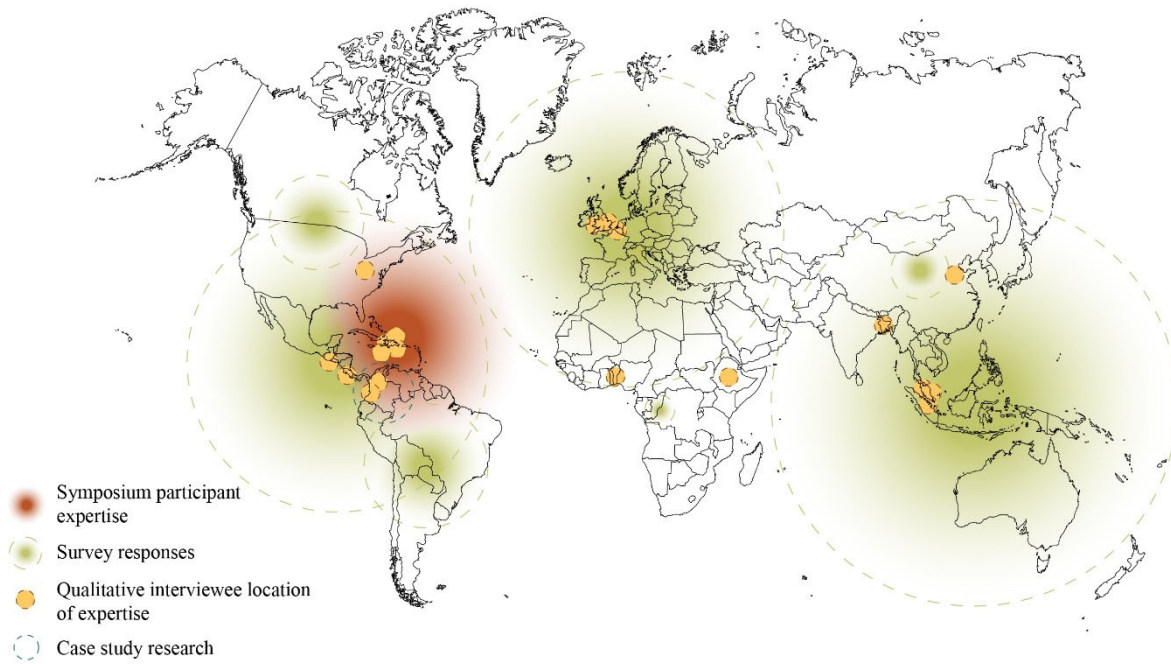 Symposium participant
expertise
Survey responses
Qualitative interviewee location
of expertise
Case study research